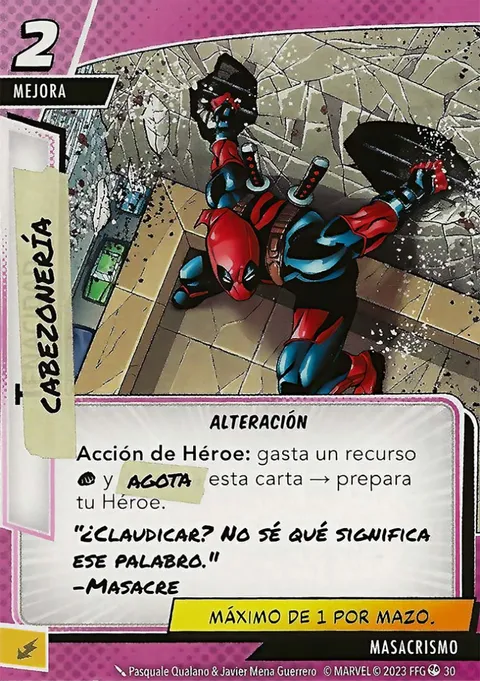 2
MEJORA
CABEZONERÍA
ALTERACIÓN
Acción de Héroe: gasta un recurso
y AGOTA esta carta → prepara
tu Héroe.
"¿CLAUDICAR? NO SÉ QUÉ SIGNIFICA
ESE PALABRO."
-MASACRE
MÁXIMO DE 1 POR MAZO.
MASACRISMO
Pasquale Qualano & Javier Mena Guerrero © MARVEL © 2023 FFG 30